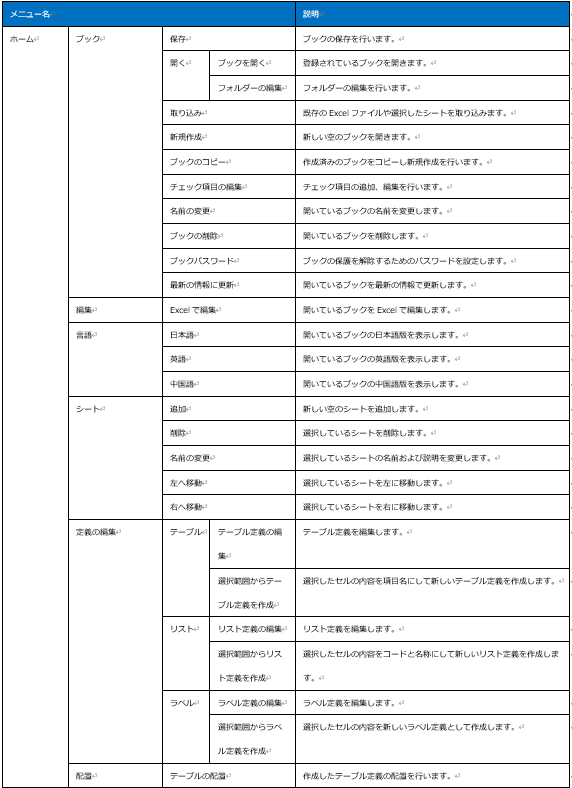 メニュー名 説明
ホーム ブック 保存 ブックの保存を行います。
開く ブックを開く 登録されているブックを開きます。
フォルダーの編集 フォルダーの編集を行います。
取り込み 既存の Excel ファイルや選択したシートを取り込みます。
新規作成 新しい空のブックを開きます。
ブックのコピー 作成済みのブックをコピーし新規作成を行います。
チェック項目の編集 チェック項目の追加、編集を行います。
名前の変更 開いているブックの名前を変更します。
ブックの削除 開いているブックを削除します。
ブックパスワード ブックの保護を解除するためのパスワードを設定します。
最新の情報に更新 開いているブックを最新の情報で更新します。
編集 Excel で編集 開いているブックを Excel で編集します。
言語 日本語 開いているブックの日本語版を表示します。
英語 開いているブックの英語版を表示します。
中国語 開いているブックの中国語版を表示します。
シート 追加 新しい空のシートを追加します。
削除 選択しているシートを削除します。
名前の変更 選択しているシートの名前および説明を変更します。
左へ移動 選択しているシートを左に移動します。
右へ移動 選択しているシートを右に移動します。
定義の編集 テーブル テーブル定義の編 テーブル定義を編集します。
集
選択範囲からテー 選択したセルの内容を項目名にして新しいテーブル定義を作成します。
ブル定義を作成
リスト リスト定義の編集 リスト定義を編集します。
選択範囲からリス 選択したセルの内容をコードと名称にして新しいリスト定義を作成しま
ト定義を作成 す。
ラベル ラベル定義の編集 ラベル定義を編集します。
選択範囲からラベ 選択したセルの内容を新しいラベル定義として作成します。
ル定義を作成
配置 テーブルの配置 作成したテーブル定義の配置を行います。